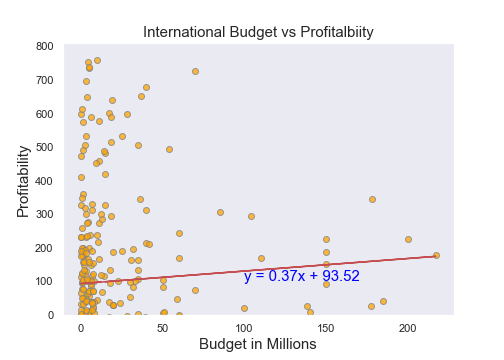 International Budget vs Profitalbiity
800
700
600
500
400
300
200
100
0
Profitability
y = 0.37x + 93.52
0 50 100 150 200
Budget in Millions